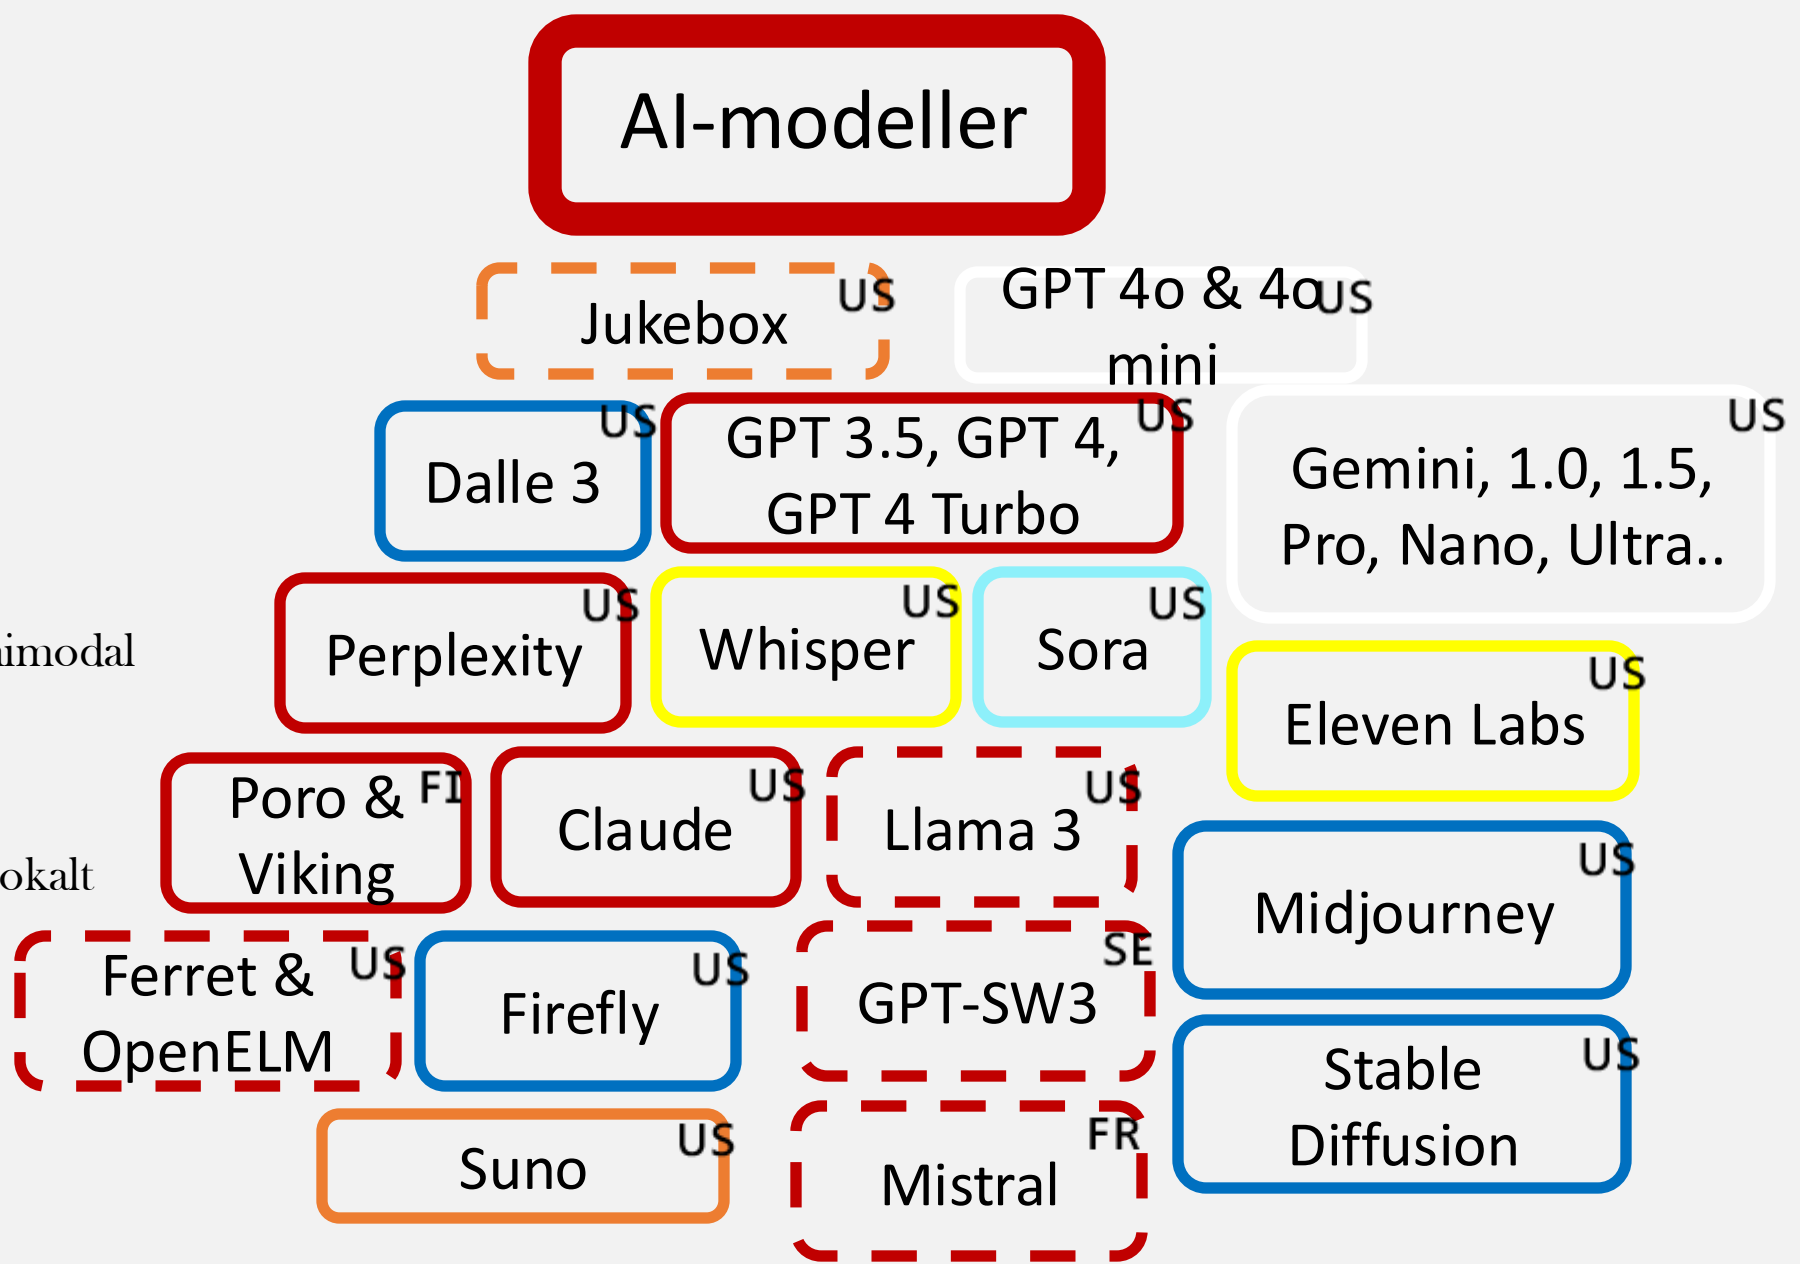 AI-modeller
Jukebox
US
GPT 4o & 4o
mini
US
Dalle 3
US
GPT 3.5, GPT 4,
GPT 4 Turbo
US
Gemini, 1.0, 1.5,
Pro, Nano, Ultra..
US
nimodal
Perplexity
US
Whisper
US
Sora
US
Eleven Labs
US
okalt
Poro &
Viking
FI
Claude
US
Llama 3
US
Midjourney
US
Ferret &
OpenELM
US
Firefly
US
GPT-SW3
SE
Stable
Diffusion
US
Suno
US
Mistral
FR